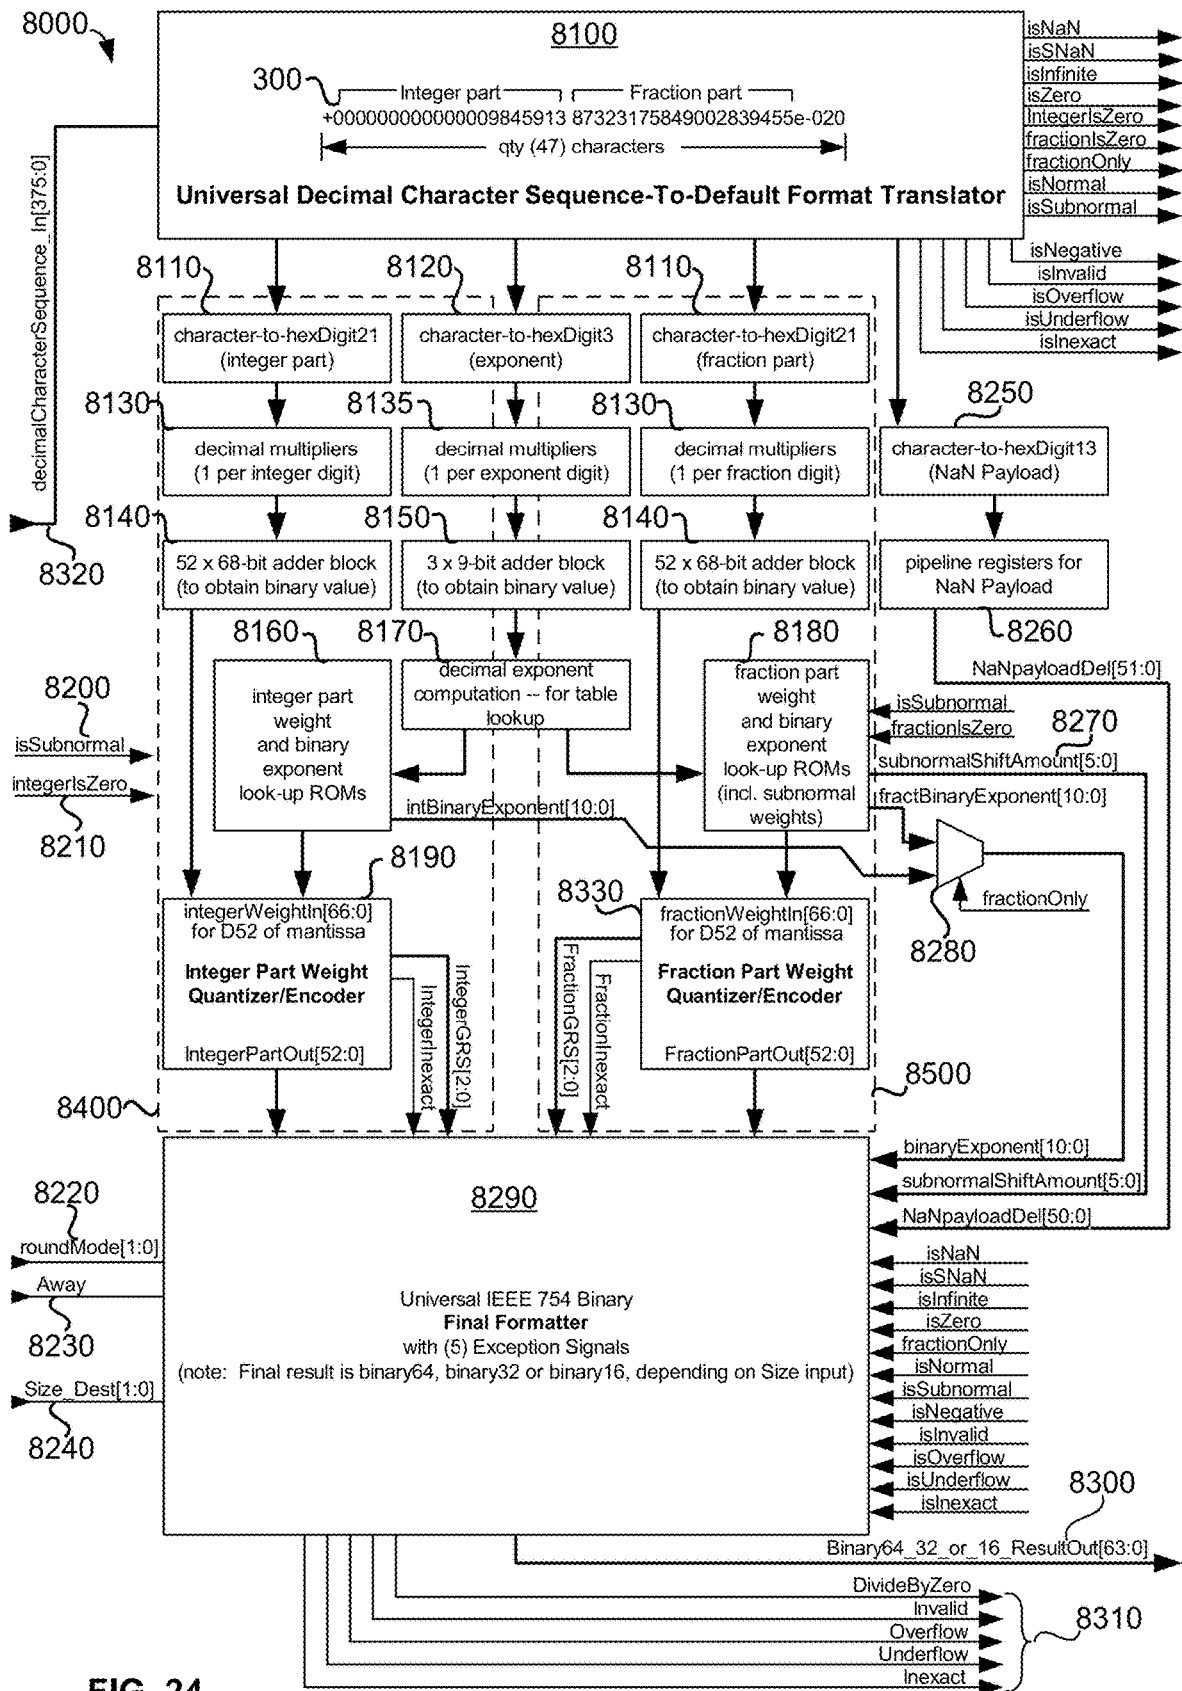 8000
8100
300
Integer part
Fraction part
+000000000000009845913 873231758490028394​55e-020
qty (47) characters
Universal Decimal Character Sequence-To-Default Format Translator
isNaN
isSNaN
isInfinite
isZero
IntegerIsZero
fractionIsZero
fractionOnly
isNormal
isSubnormal
isNegative
isInvalid
isOverflow
isUnderflow
isInexact
decimalCharacterSequence_In[375:0]
8320
8110
8120
8110
character-to-hexDigit21
(integer part)
character-to-hexDigit3
(exponent)
character-to-hexDigit21
(fraction part)
8130
8135
8130
8250
decimal multipliers
(1 per integer digit)
decimal multipliers
(1 per exponent digit)
decimal multipliers
(1 per fraction digit)
character-to-hexDigit13
(NaN Payload)
8140
8150
8140
52 x 68-bit adder block
(to obtain binary value)
3 x 9-bit adder block
(to obtain binary value)
52 x 68-bit adder block
(to obtain binary value)
pipeline registers for
NaN Payload
8260
8160
8170
8180
integer part
weight
and binary
exponent
look-up ROMs
decimal exponent
computation -- for table
lookup
fraction part
weight
and binary
exponent
look-up ROMs
(incl. subnormal
weights)
NaNpayloadDel[51:0]
8200
isSubnormal
integerIsZero
8210
isSubnormal
fractionIsZero
8270
subnormalShiftAmount[5:0]
fractBinaryExponent[10:0]
intBinaryExponent[10:0]
fractionOnly
8280
8190
8330
integerWeightIn[66:0]
for D52 of mantissa
Integer Part Weight
Quantizer/Encoder
IntegerPartOut[52:0]
IntegerGRS[2:0]
IntegerInexact
FractionGRS[2:0]
FractionInexact
fractionWeightIn[66:0]
for D52 of mantissa
Fraction Part Weight
Quantizer/Encoder
FractionPartOut[52:0]
8400
8500
binaryExponent[10:0]
subnormalShiftAmount[5:0]
NaNpayloadDel[50:0]
8290
8220
roundMode[1:0]
Away
8230
Size_Dest[1:0]
8240
Universal IEEE 754 Binary
Final Formatter
with (5) Exception Signals
(note: Final result is binary64, binary32 or binary16, depending on Size input)
isNaN
isSNaN
isInfinite
isZero
fractionOnly
isNormal
isSubnormal
isNegative
isInvalid
isOverflow
isUnderflow
isInexact
8300
Binary64_32_or_16_ResultOut[63:0]
DivideByZero
Invalid
Overflow
Underflow
Inexact
8310
FIG. 24